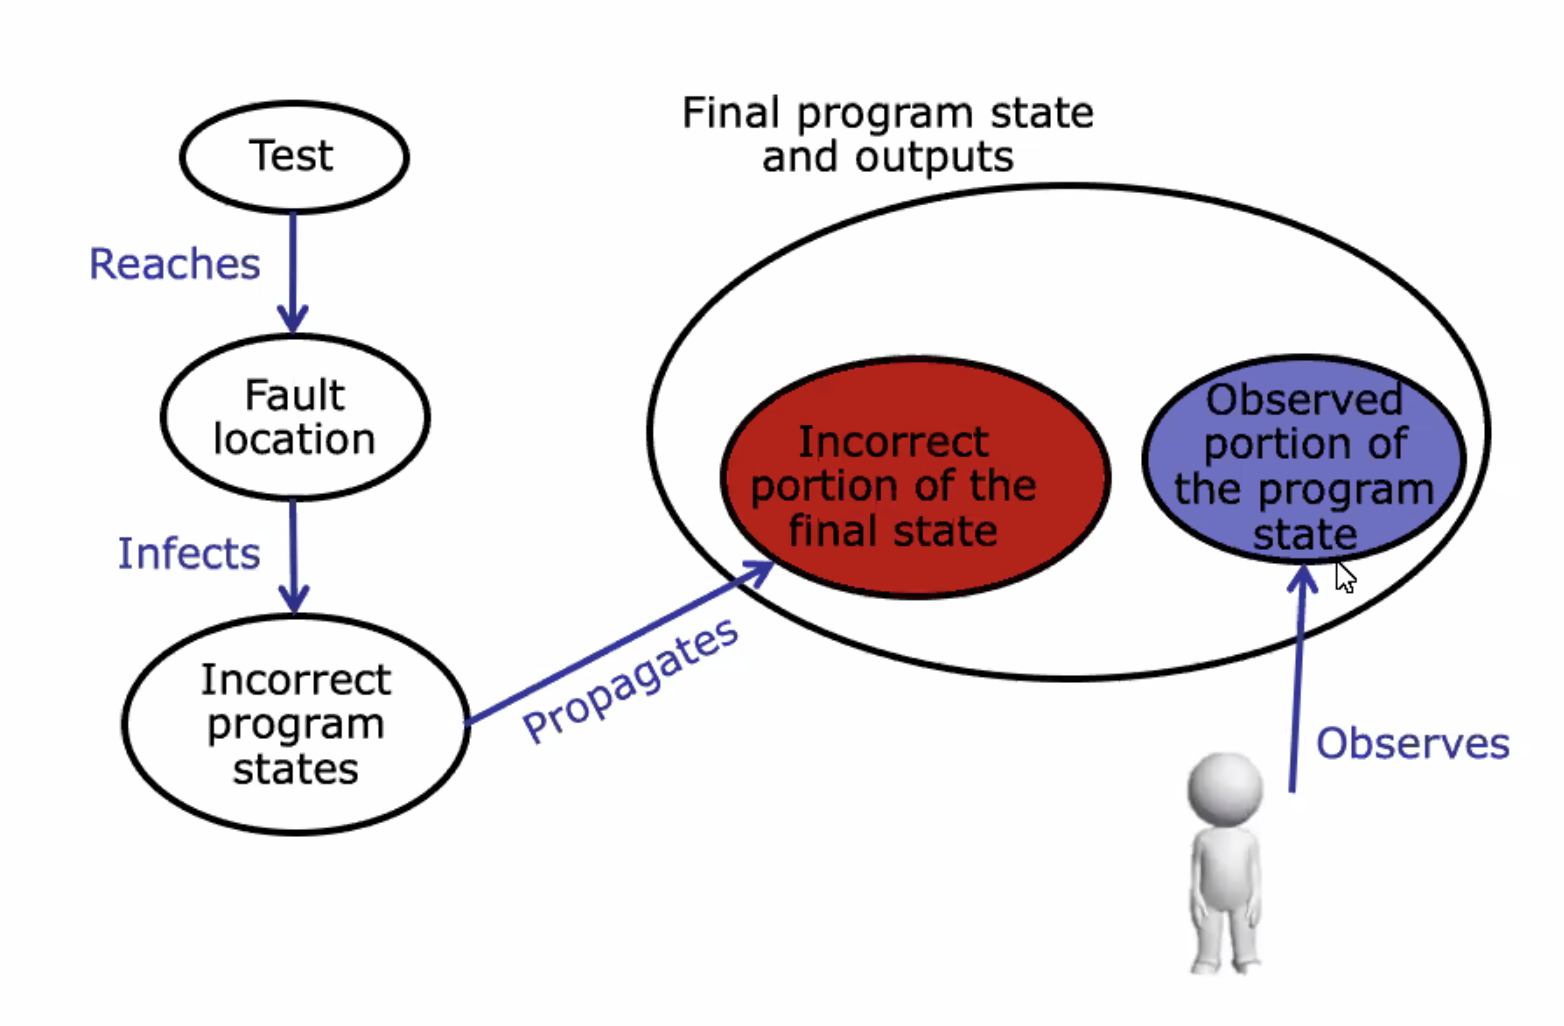 Test
Reaches
Fault
location
Infects
Incorrect
program
states
Propagates
Final program state
and outputs
Incorrect
portion of the
final state
Observed
portion of
the program
state
Observes